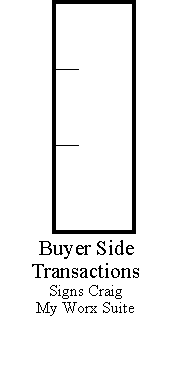 Buyer Side
Transactions
Signs Craig
My Worx Suite